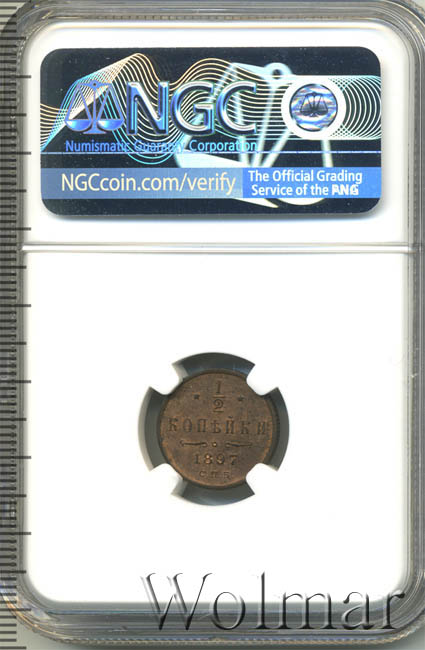 NGC
Numismatic Guaranty Corporation
NGCcoin.com/verify
The Official Grading
Service of the ANA PNG
1/2
КОПѢЙКИ
1897
С.П.Б.
Wolmar